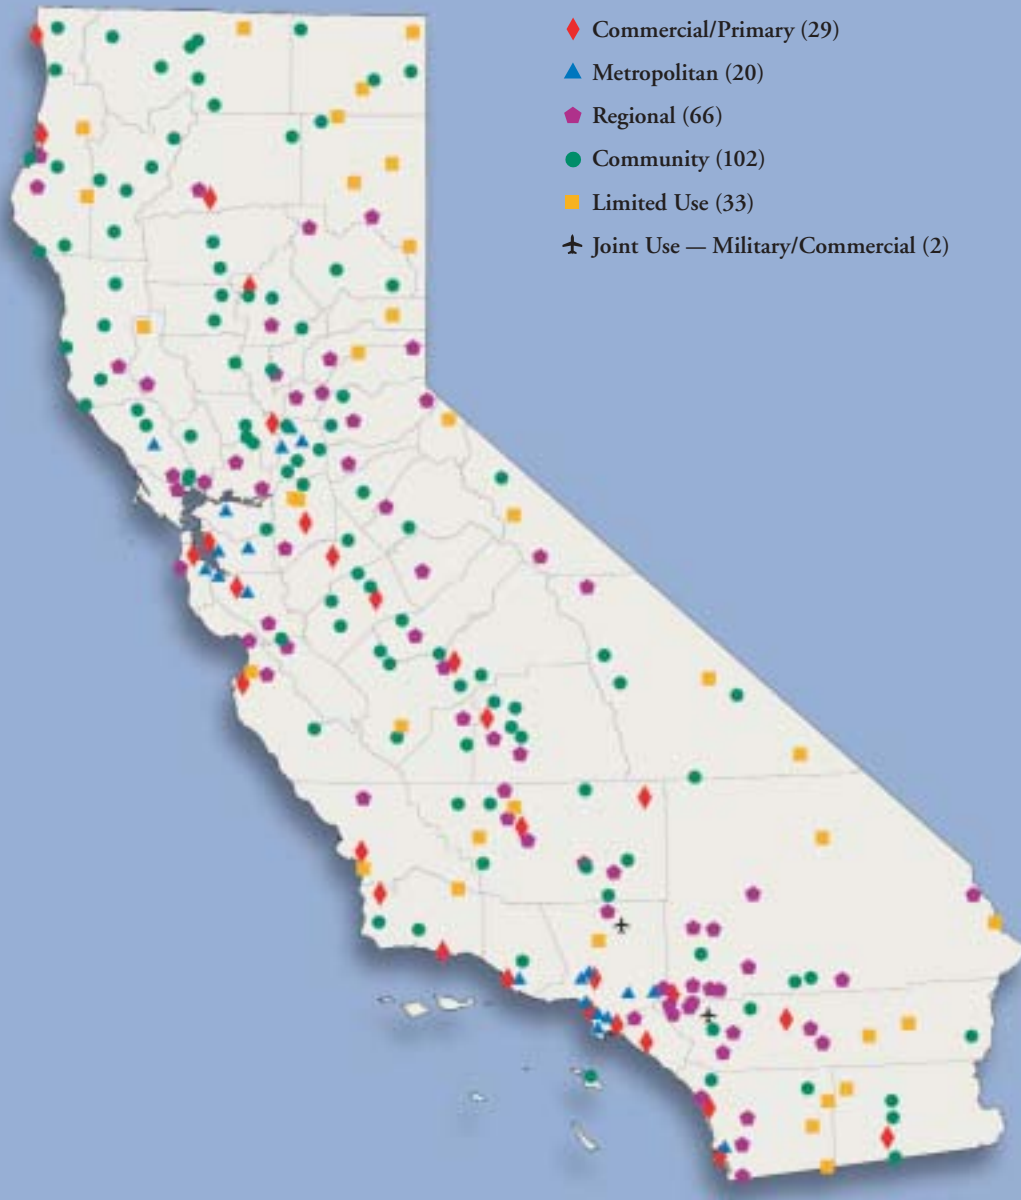 Commercial/Primary (29)
Metropolitan (20)
Regional (66)
Community (102)
Limited Use (33)
Joint Use — Military/Commercial (2)